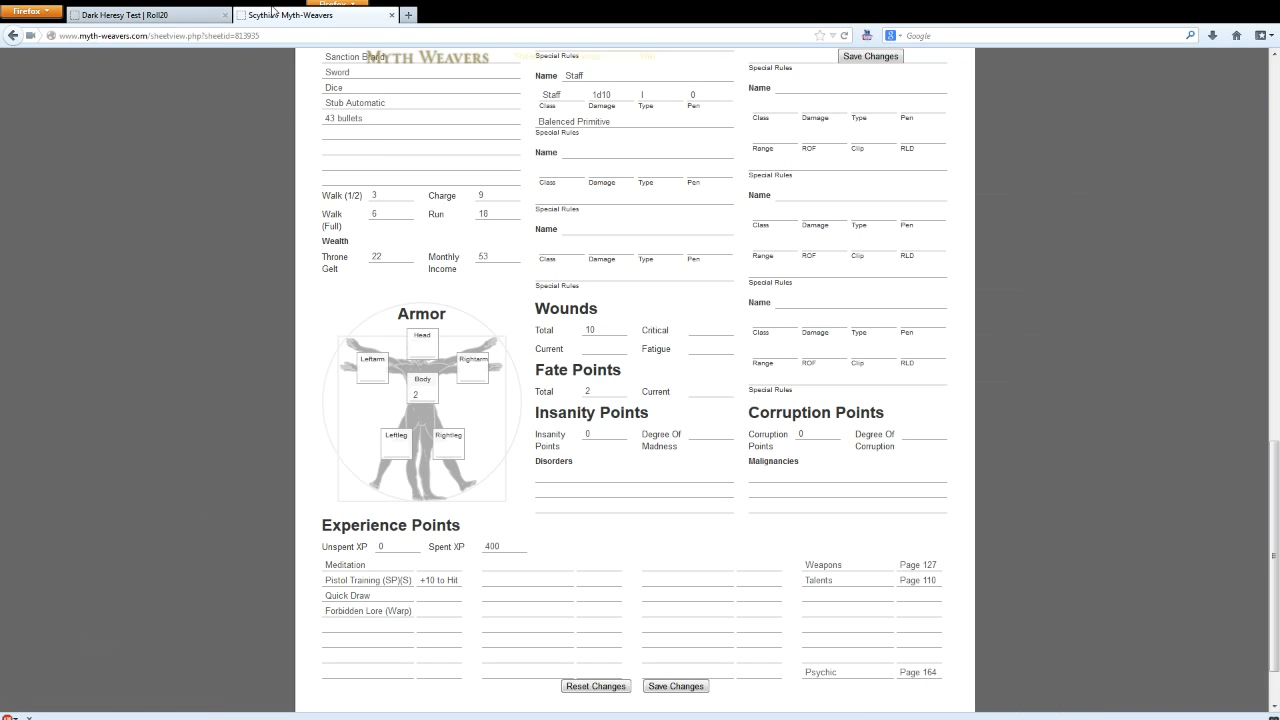 Firefox
Firefox
Dark Heresy Test | Roll20
Myth-Weavers
www.myth-weavers.com/sheetview.php?sheetid=813935
Google
MYTH WEAVERS
Sanction Brand
Sword
Dice
Stub Automatic
43 bullets
Walk (1/2) 3 Charge 9
Walk (Full) 6 Run 18
Wealth
Throne Gelt 22 Monthly Income 53
Armor
Head
Leftarm Rightarm
Body
2
Leftleg Rightleg
Special Rules
Name Staff
Staff 1d10 I 0
Class Damage Type Pen
Balenced Primitive
Special Rules
Name
Class Damage Type Pen
Special Rules
Name
Class Damage Type Pen
Special Rules
Wounds
Total 10 Critical
Current Fatigue
Fate Points
Total 2 Current
Insanity Points
Insanity Points 0 Degree Of Madness
Disorders
Save Changes
Special Rules
Name
Class Damage Type Pen
Range ROF Clip RLD
Special Rules
Name
Class Damage Type Pen
Range ROF Clip RLD
Special Rules
Name
Class Damage Type Pen
Range ROF Clip RLD
Special Rules
Corruption Points
Corruption Points 0 Degree Of Corruption
Malignancies
Experience Points
Unspent XP 0 Spent XP 400
Meditation Weapons Page 127
Pistol Training (SP)(S) +10 to Hit Talents Page 110
Quick Draw
Forbidden Lore (Warp)
Psychic Page 164
Reset Changes Save Changes